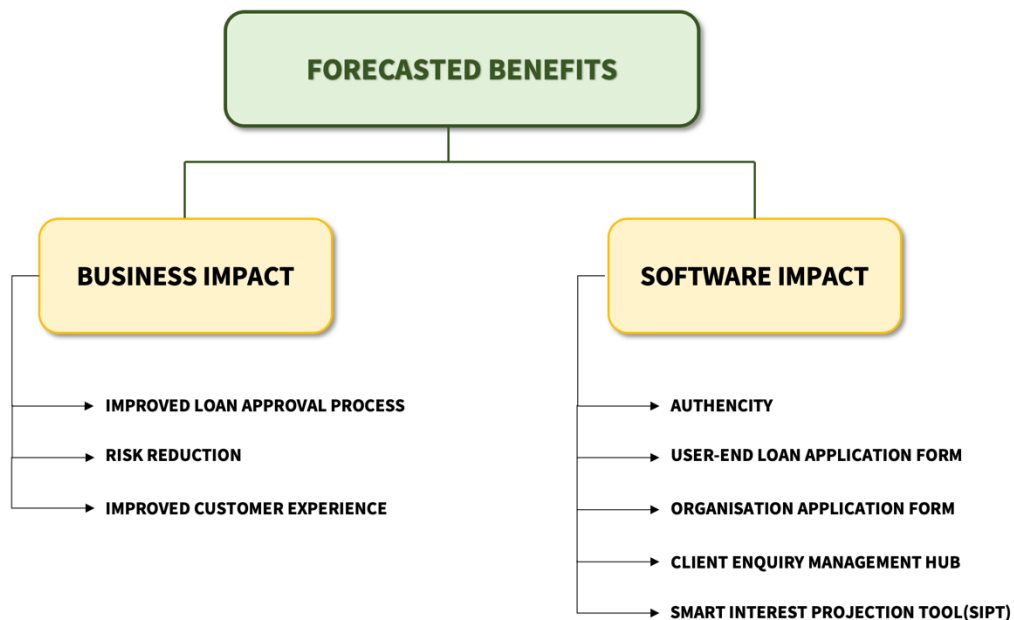 FORECASTED BENEFITS
BUSINESS IMPACT
IMPROVED LOAN APPROVAL PROCESS
RISK REDUCTION
IMPROVED CUSTOMER EXPERIENCE
SOFTWARE IMPACT
AUTHENCITY
USER-END LOAN APPLICATION FORM
ORGANISATION APPLICATION FORM
CLIENT ENQUIRY MANAGEMENT HUB
SMART INTEREST PROJECTION TOOL(SIPT)